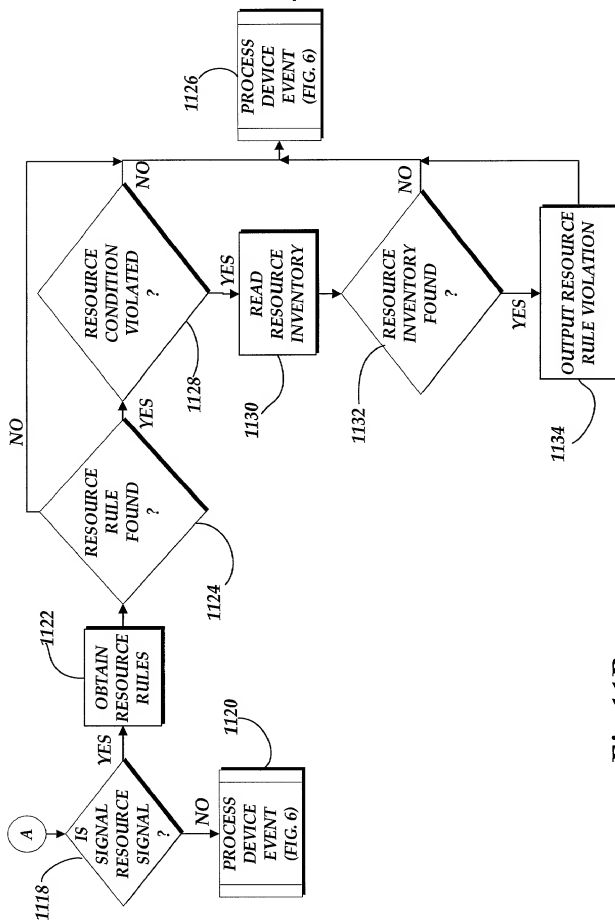 A
IS
SIGNAL
RESOURCE
SIGNAL
?
1118
YES
NO
PROCESS
DEVICE
EVENT
(FIG. 6)
1120
OBTAIN
RESOURCE
RULES
1122
RESOURCE
RULE
FOUND
?
1124
NO
YES
RESOURCE
CONDITION
VIOLATED
?
1128
NO
YES
PROCESS
DEVICE
EVENT
(FIG. 6)
1126
READ
RESOURCE
INVENTORY
1130
RESOURCE
INVENTORY
FOUND
?
1132
NO
YES
OUTPUT RESOURCE
RULE VIOLATION
1134